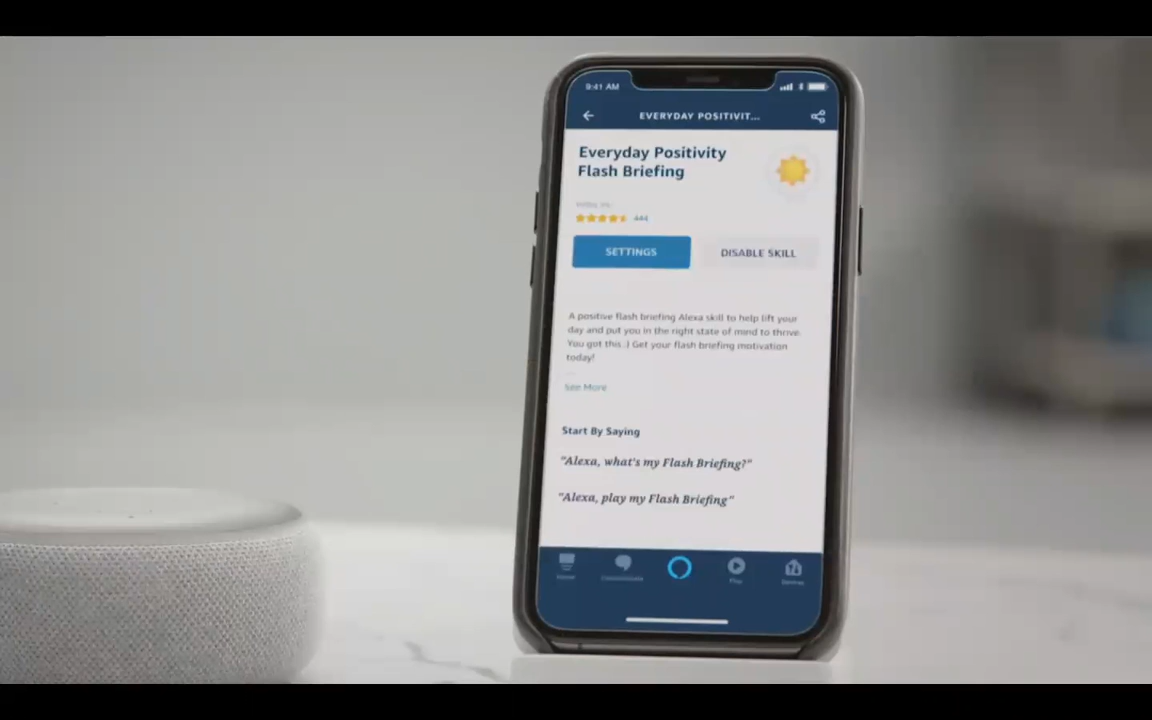 9:41 AM
EVERYDAY POSITIVIT...
Everyday Positivity
Flash Briefing
444
SETTINGS
DISABLE SKILL
A positive flash briefing Alexa skill to help lift your
day and put you in the right state of mind to thrive.
You got this :) Get your flash briefing motivation
today!
See More
Start By Saying
"Alexa, what's my Flash Briefing?"
"Alexa, play my Flash Briefing"
Home
Communicate
Play
Devices